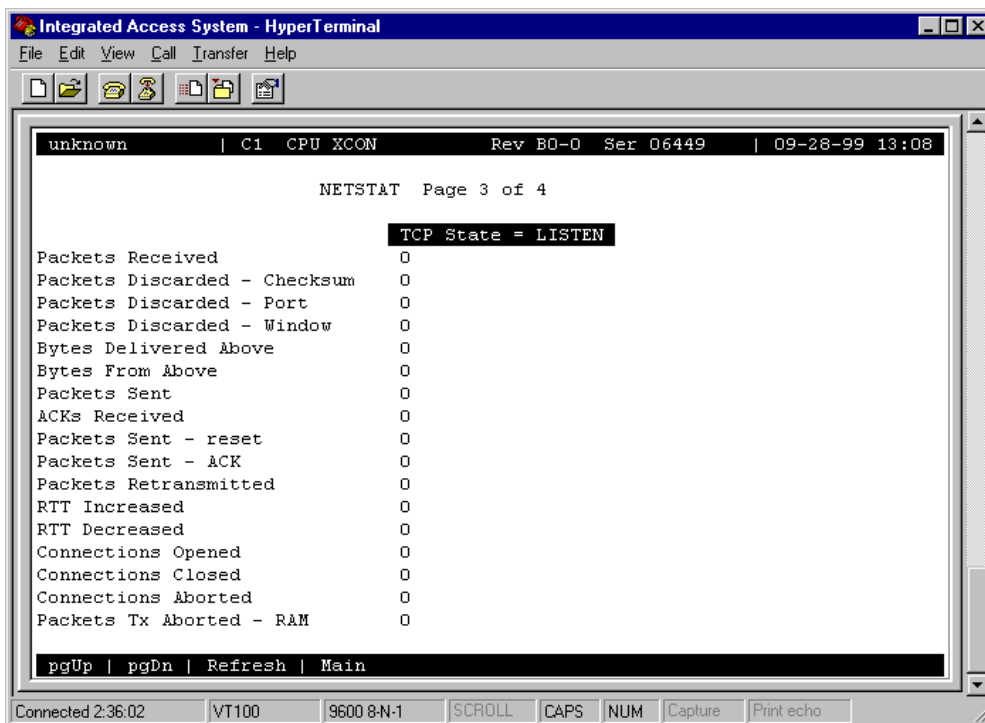 Integrated Access System - HyperTerminal
File Edit View Call Transfer Help
unknown | C1 CPU XCON Rev B0-0 Ser 06449 | 09-28-99 13:08
NETSTAT Page 3 of 4
TCP State = LISTEN
Packets Received 0
Packets Discarded - Checksum 0
Packets Discarded - Port 0
Packets Discarded - Window 0
Bytes Delivered Above 0
Bytes From Above 0
Packets Sent 0
ACKs Received 0
Packets Sent - reset 0
Packets Sent - ACK 0
Packets Retransmitted 0
RTT Increased 0
RTT Decreased 0
Connections Opened 0
Connections Closed 0
Connections Aborted 0
Packets Tx Aborted - RAM 0
pgUp | pgDn | Refresh | Main
Connected 2:36:02 VT100 9600 8-N-1 SCROLL CAPS NUM Capture Print echo